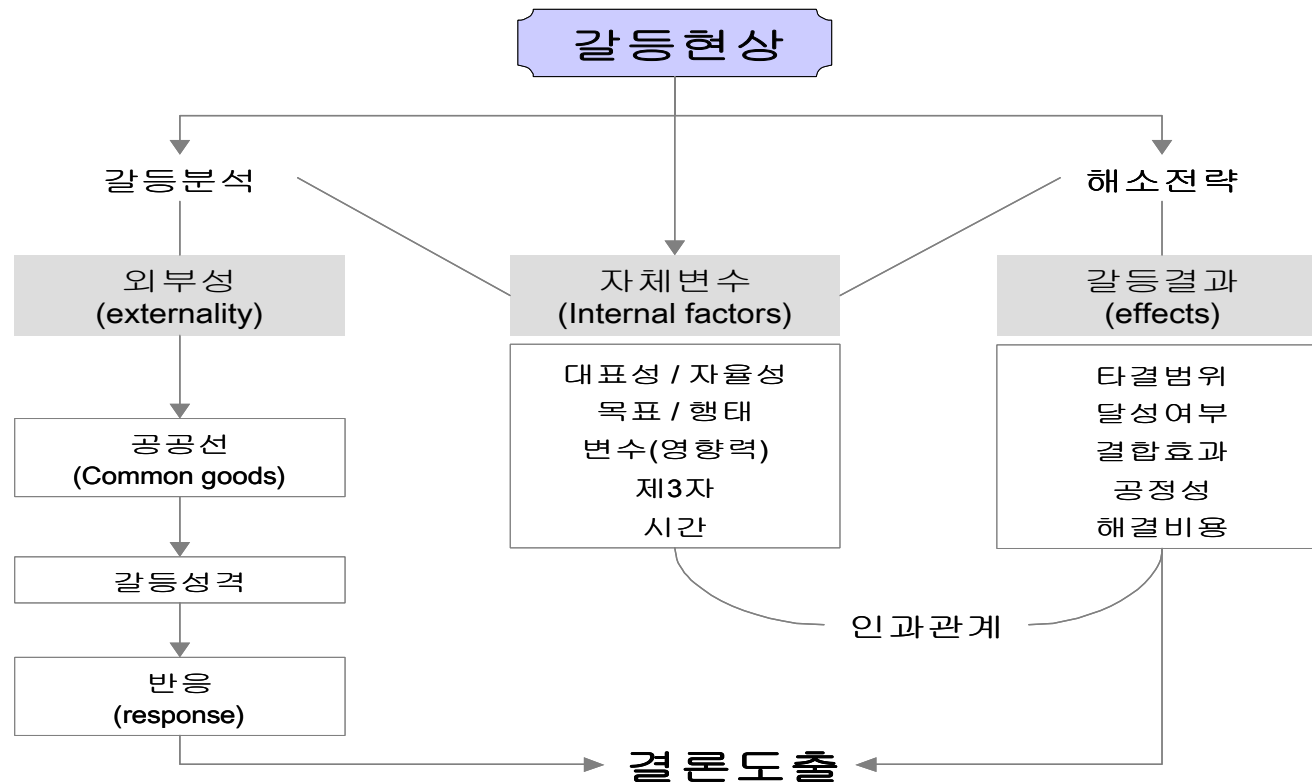 갈등현상
갈등분석
해소전략
외부성
(externality)
자체변수
(Internal factors)
갈등결과
(effects)
공공선
(Common goods)
갈등성격
반응
(response)
대표성 / 자율성
목표 / 행태
변수(영향력)
제3자
시간
타결범위
달성여부
결합효과
공정성
해결비용
인과관계
결론도출